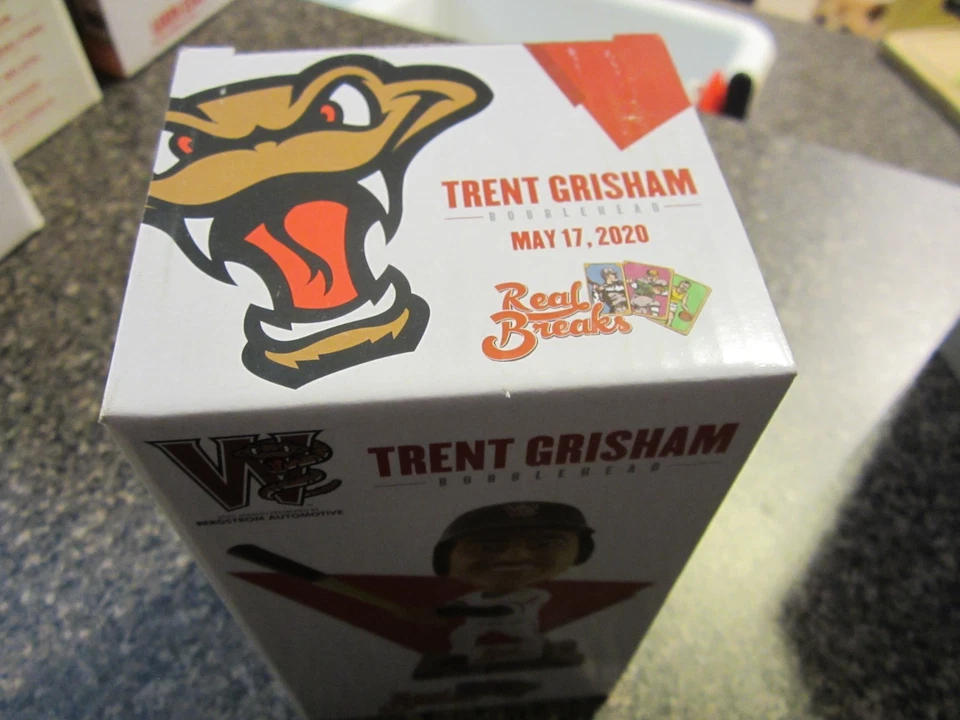 TRENT GRISHAM
BOBBLEHEAD
MAY 17, 2020
Real
Breaks
W
TRENT GRISHAM
BOBBLEHEAD
BERGSTROM AUTOMOTIVE